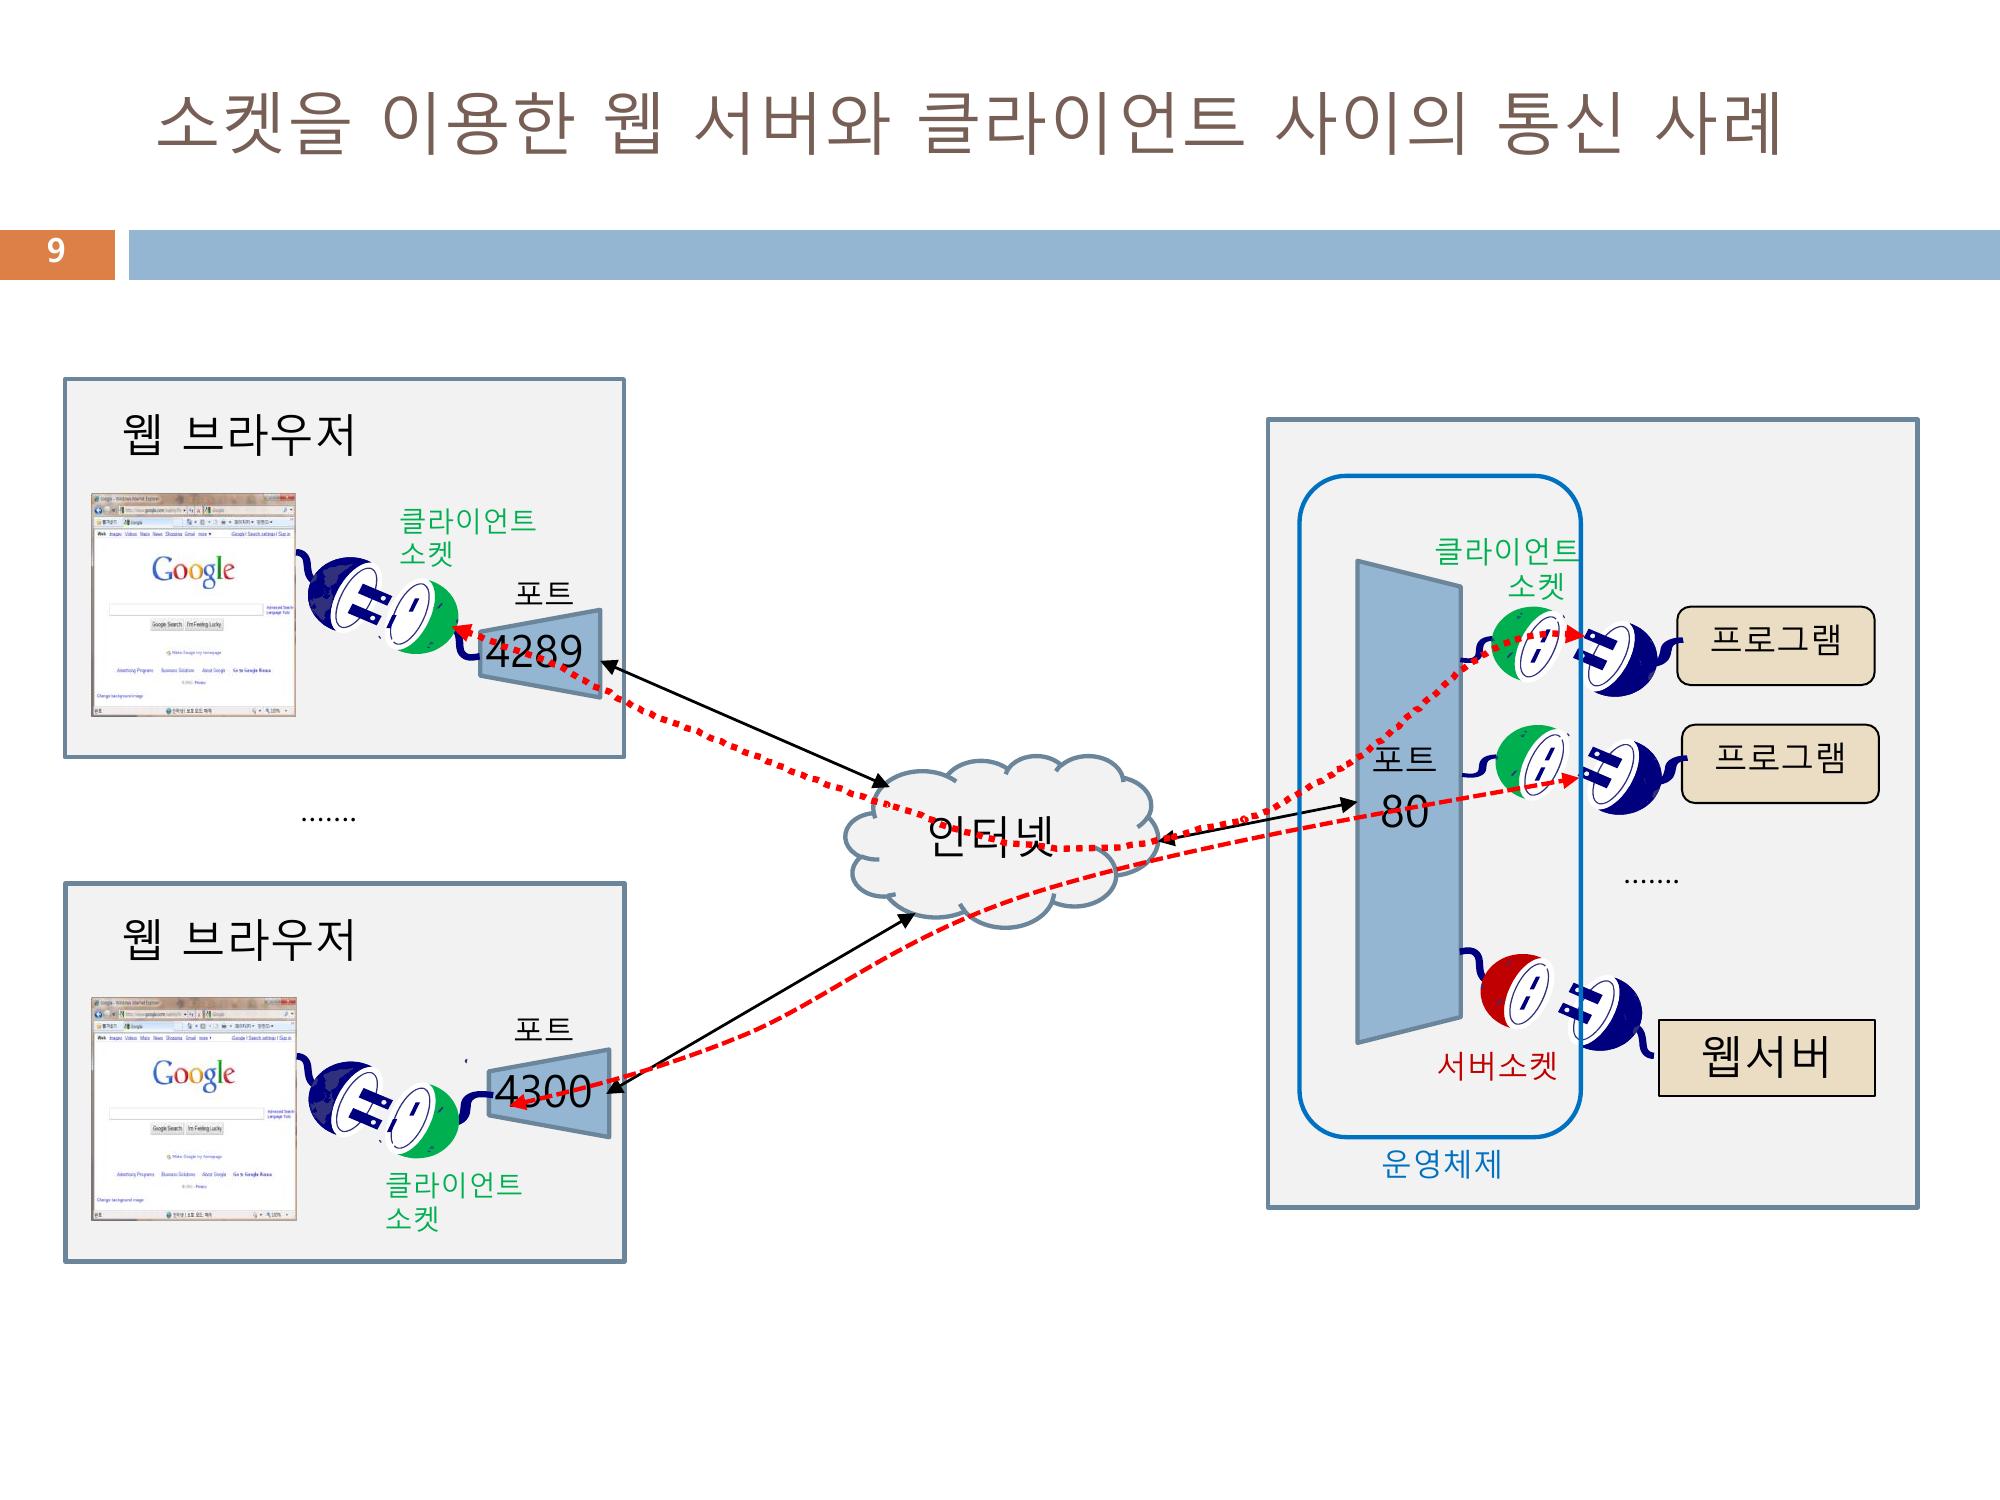 소켓을 이용한 웹 서버와 클라이언트 사이의 통신 사례
9
웹 브라우저
Google
클라이언트
소켓
포트
4289
.......
웹 브라우저
Google
포트
4300
클라이언트
소켓
인터넷
클라이언트
소켓
포트
80
프로그램
프로그램
.......
서버소켓
웹서버
운영체제